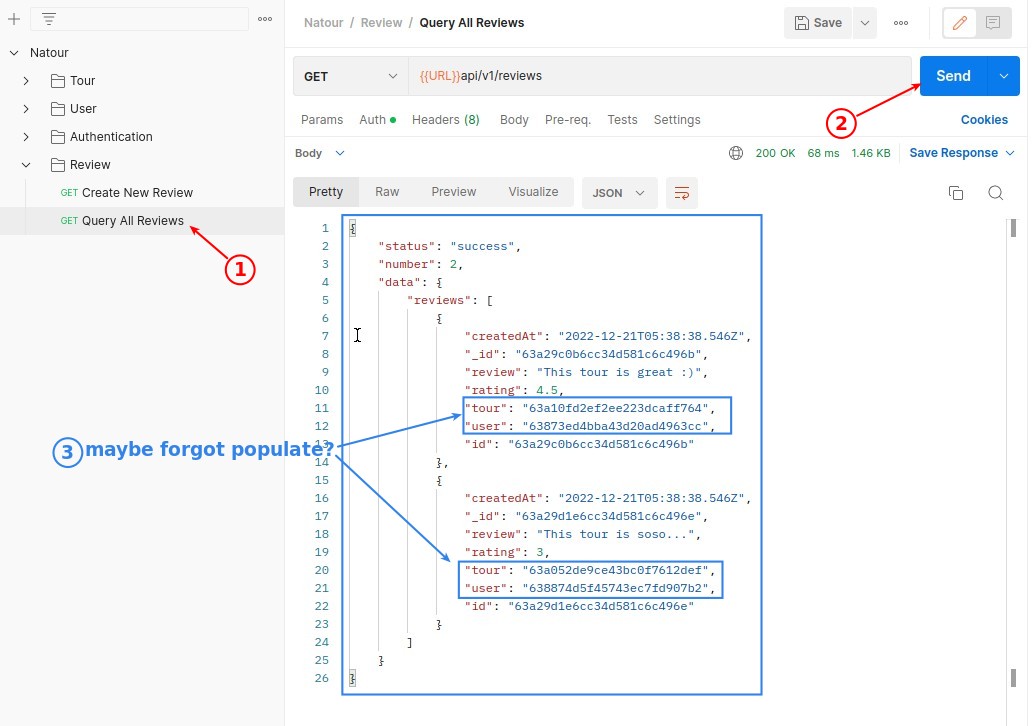 Natour / Review / Query All Reviews
Save
Natour
Tour
User
Authentication
Review
GET Create New Review
GET Query All Reviews
1
GET
{{URL}}api/v1/reviews
Send
2
Params Auth Headers (8) Body Pre-req. Tests Settings Cookies
Body 200 OK 68 ms 1.46 KB Save Response
Pretty Raw Preview Visualize JSON
1 {
2 "status": "success",
3 "number": 2,
4 "data": {
5 "reviews": [
6 {
7 "createdAt": "2022-12-21T05:38:38.546Z",
8 "_id": "63a29c0b6cc34d581c6c496b",
9 "review": "This tour is great :)",
10 "rating": 4.5,
11 "tour": "63a10fd2ef2ee223dcaff764",
12 "user": "63873ed4bba43d20ad4963cc",
13 "id": "63a29c0b6cc34d581c6c496b"
3 maybe forgot populate?
14 },
15 {
16 "createdAt": "2022-12-21T05:38:38.546Z",
17 "_id": "63a29d1e6cc34d581c6c496e",
18 "review": "This tour is soso...",
19 "rating": 3,
20 "tour": "63a052de9ce43bc0f7612def",
21 "user": "638874d5f45743ec7fd907b2",
22 "id": "63a29d1e6cc34d581c6c496e"
23 }
24 ]
25 }
26 }